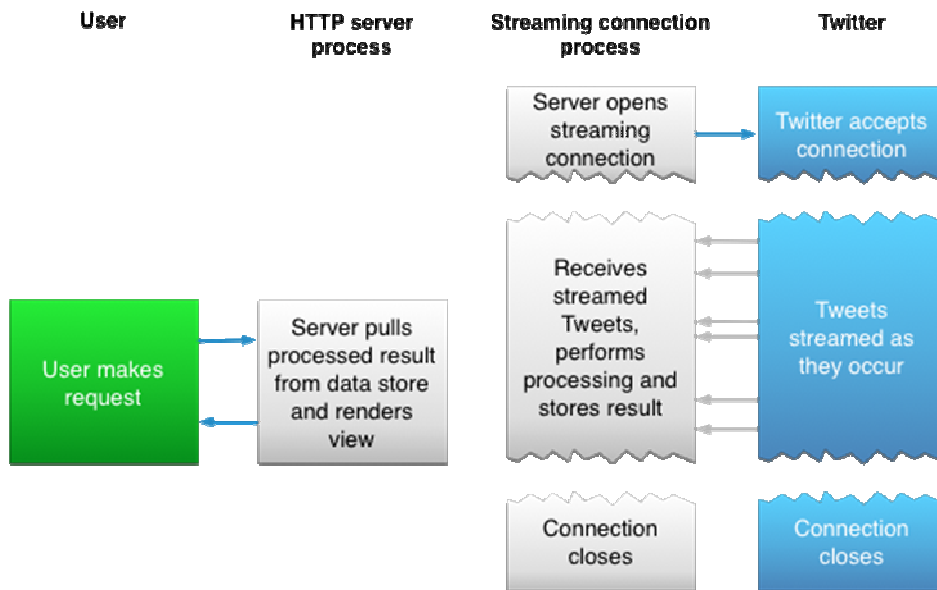 User
HTTP server
process
Streaming connection
process
Twitter
Server opens
streaming
connection
Twitter accepts
connection
User makes
request
Server pulls
processed result
from data store
and renders
view
Receives
streamed
Tweets,
performs
processing and
stores result
Tweets
streamed as
they occur
Connection
closes
Connection
closes